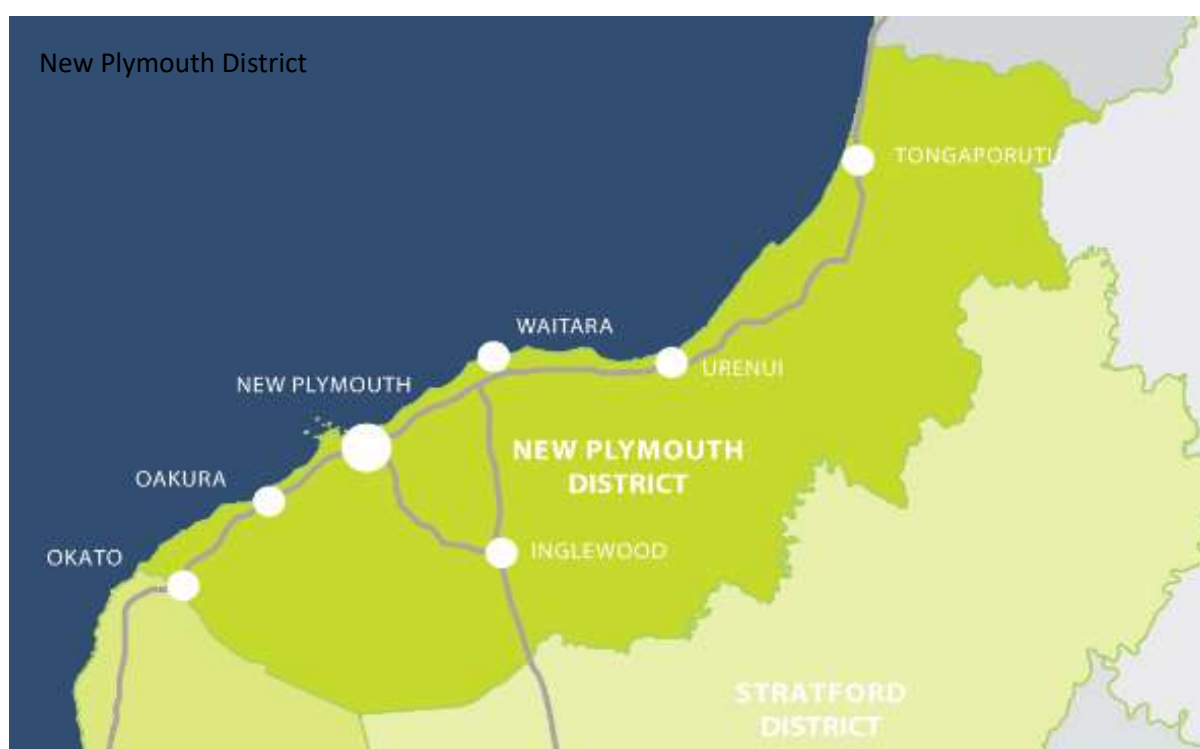 New Plymouth District
TONGAPORUTU
WAITARA
URENUI
NEW PLYMOUTH
NEW PLYMOUTH
DISTRICT
OAKURA
INGLEWOOD
OKATO
STRATFORD
DISTRICT